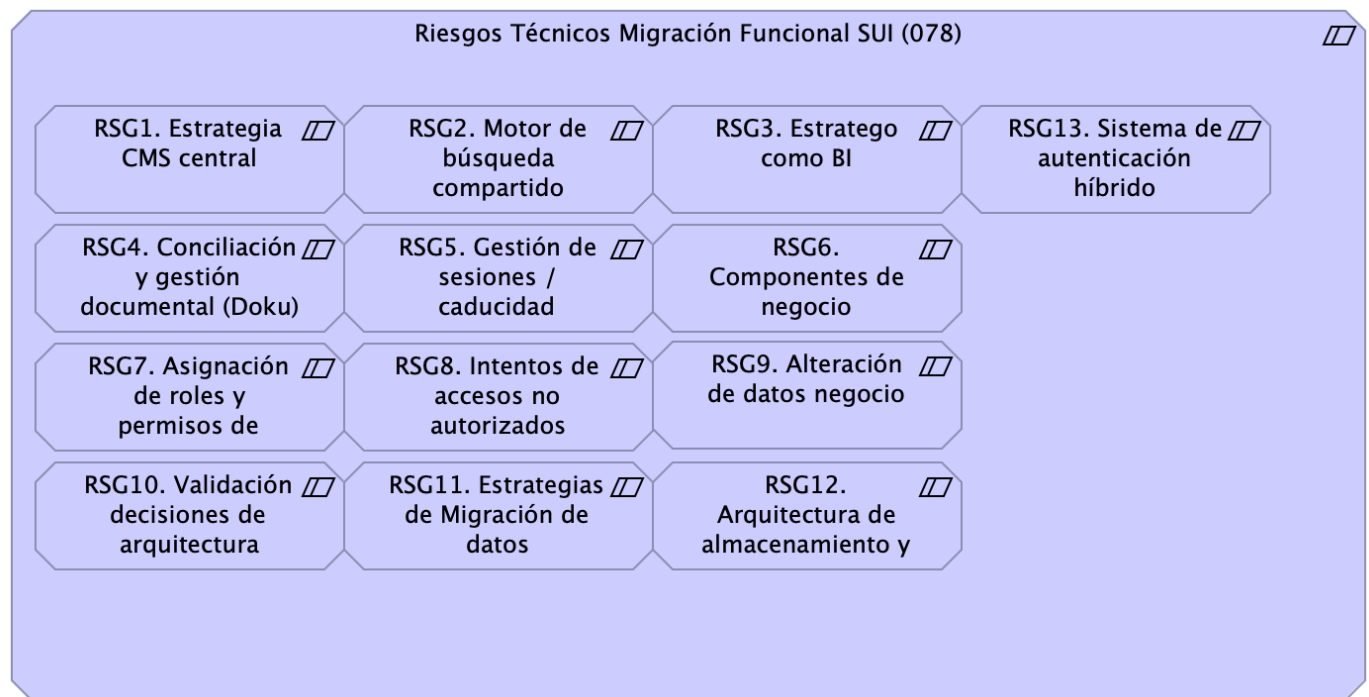 Riesgos Técnicos Migración Funcional SUI (078)
RSG1. Estrategia
CMS central
RSG2. Motor de
búsqueda
compartido
RSG3. Estratego
como BI
RSG13. Sistema de
autenticación
híbrido
RSG4. Conciliación
y gestión
documental (Doku)
RSG5. Gestión de
sesiones /
caducidad
RSG6.
Componentes de
negocio
RSG7. Asignación
de roles y
permisos de
RSG8. Intentos de
accesos no
autorizados
RSG9. Alteración
de datos negocio
RSG10. Validación
decisiones de
arquitectura
RSG11. Estrategias
de Migración de
datos
RSG12.
Arquitectura de
almacenamiento y